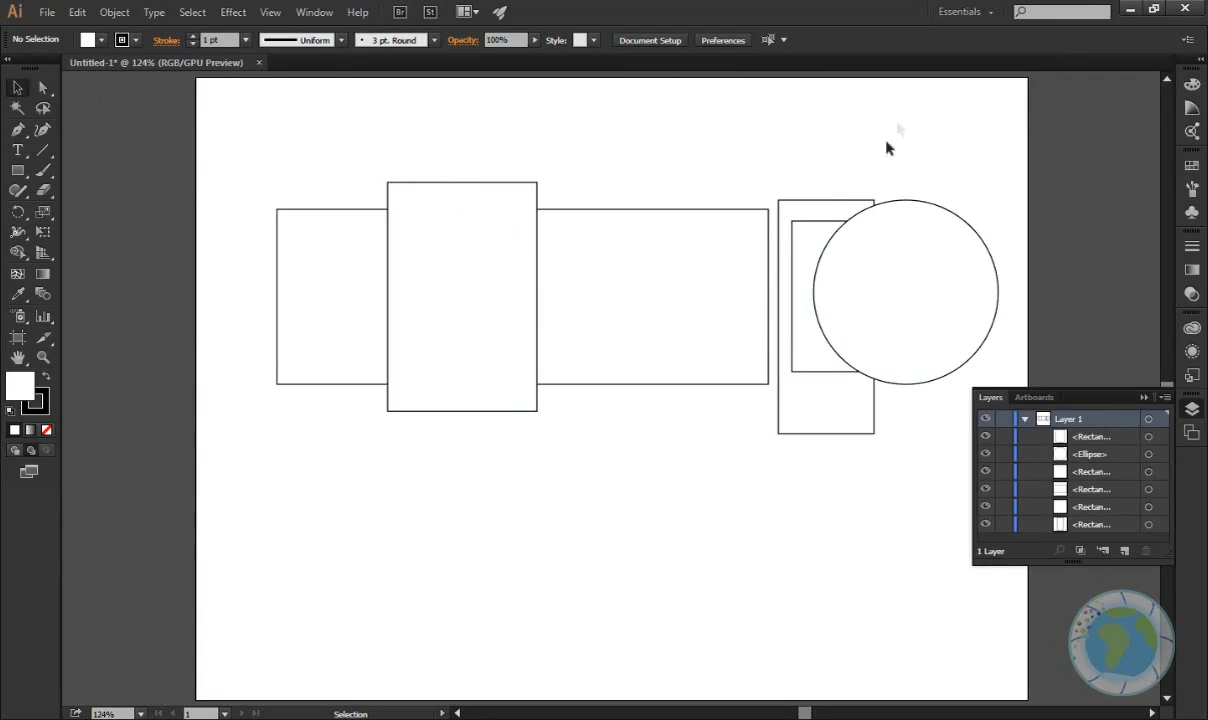 Ai File Edit Object Type Select Effect View Window Help Br St Essentials
No Selection Stroke: 1 pt Uniform 3 pt. Round Opacity: 100% Style: Document Setup Preferences
Untitled-1* @ 124% (RGB/GPU Preview) ×
T
Layers Artboards
Layer 1
<Rectan...
<Ellipse>
<Rectan...
<Rectan...
<Rectan...
<Rectan...
1 Layer
124% 1 Selection